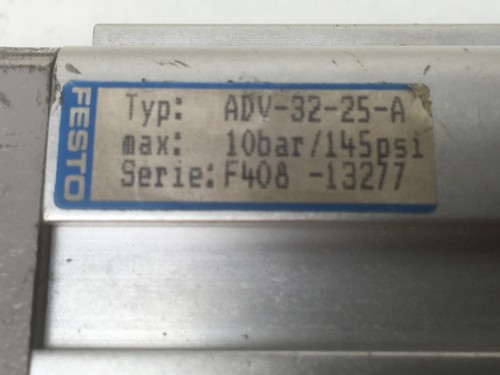 FESTO
Typ: ADV-32-25-A
max: 10bar/145psi
Serie: F408 -13277